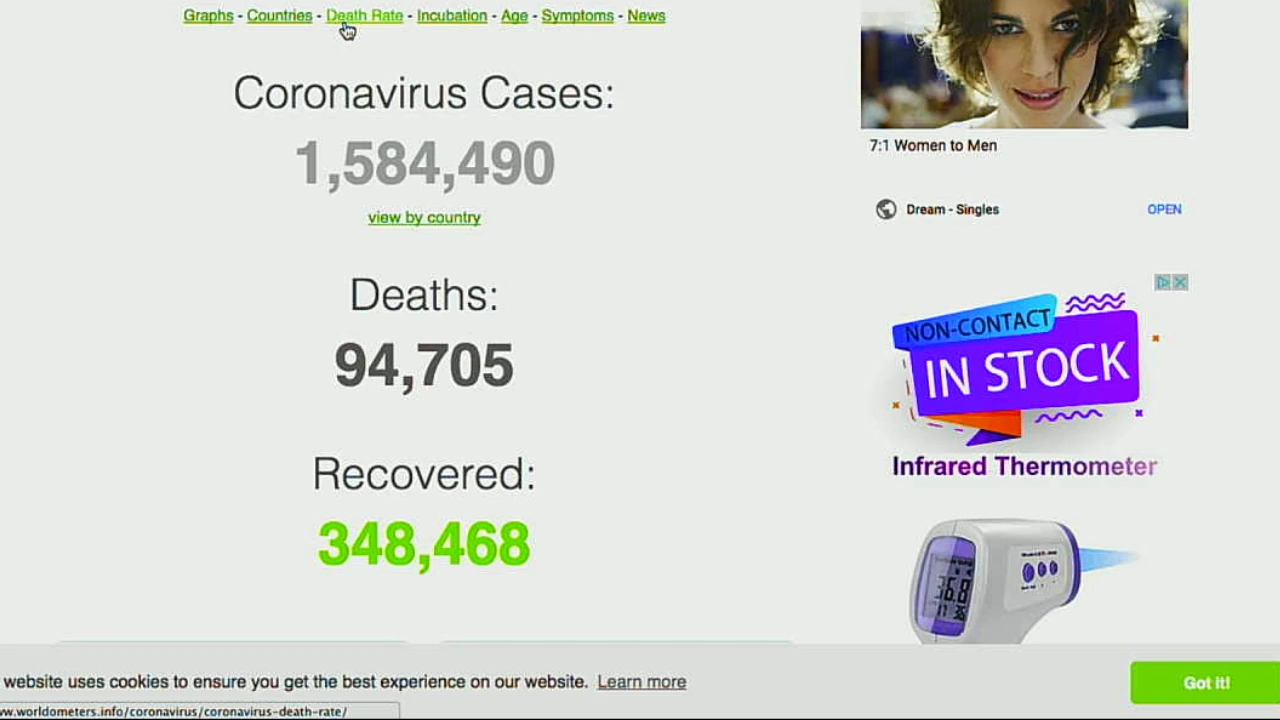 Graphs - Countries - Death Rate - Incubation - Age - Symptoms - News
Coronavirus Cases:
1,584,490
view by country
Deaths:
94,705
Recovered:
348,468
7:1 Women to Men
Dream - Singles
OPEN
NON-CONTACT
IN STOCK
Infrared Thermometer
36.8
website uses cookies to ensure you get the best experience on our website. Learn more
Got it!
w.worldometers.info/coronavirus/coronavirus-death-rate/